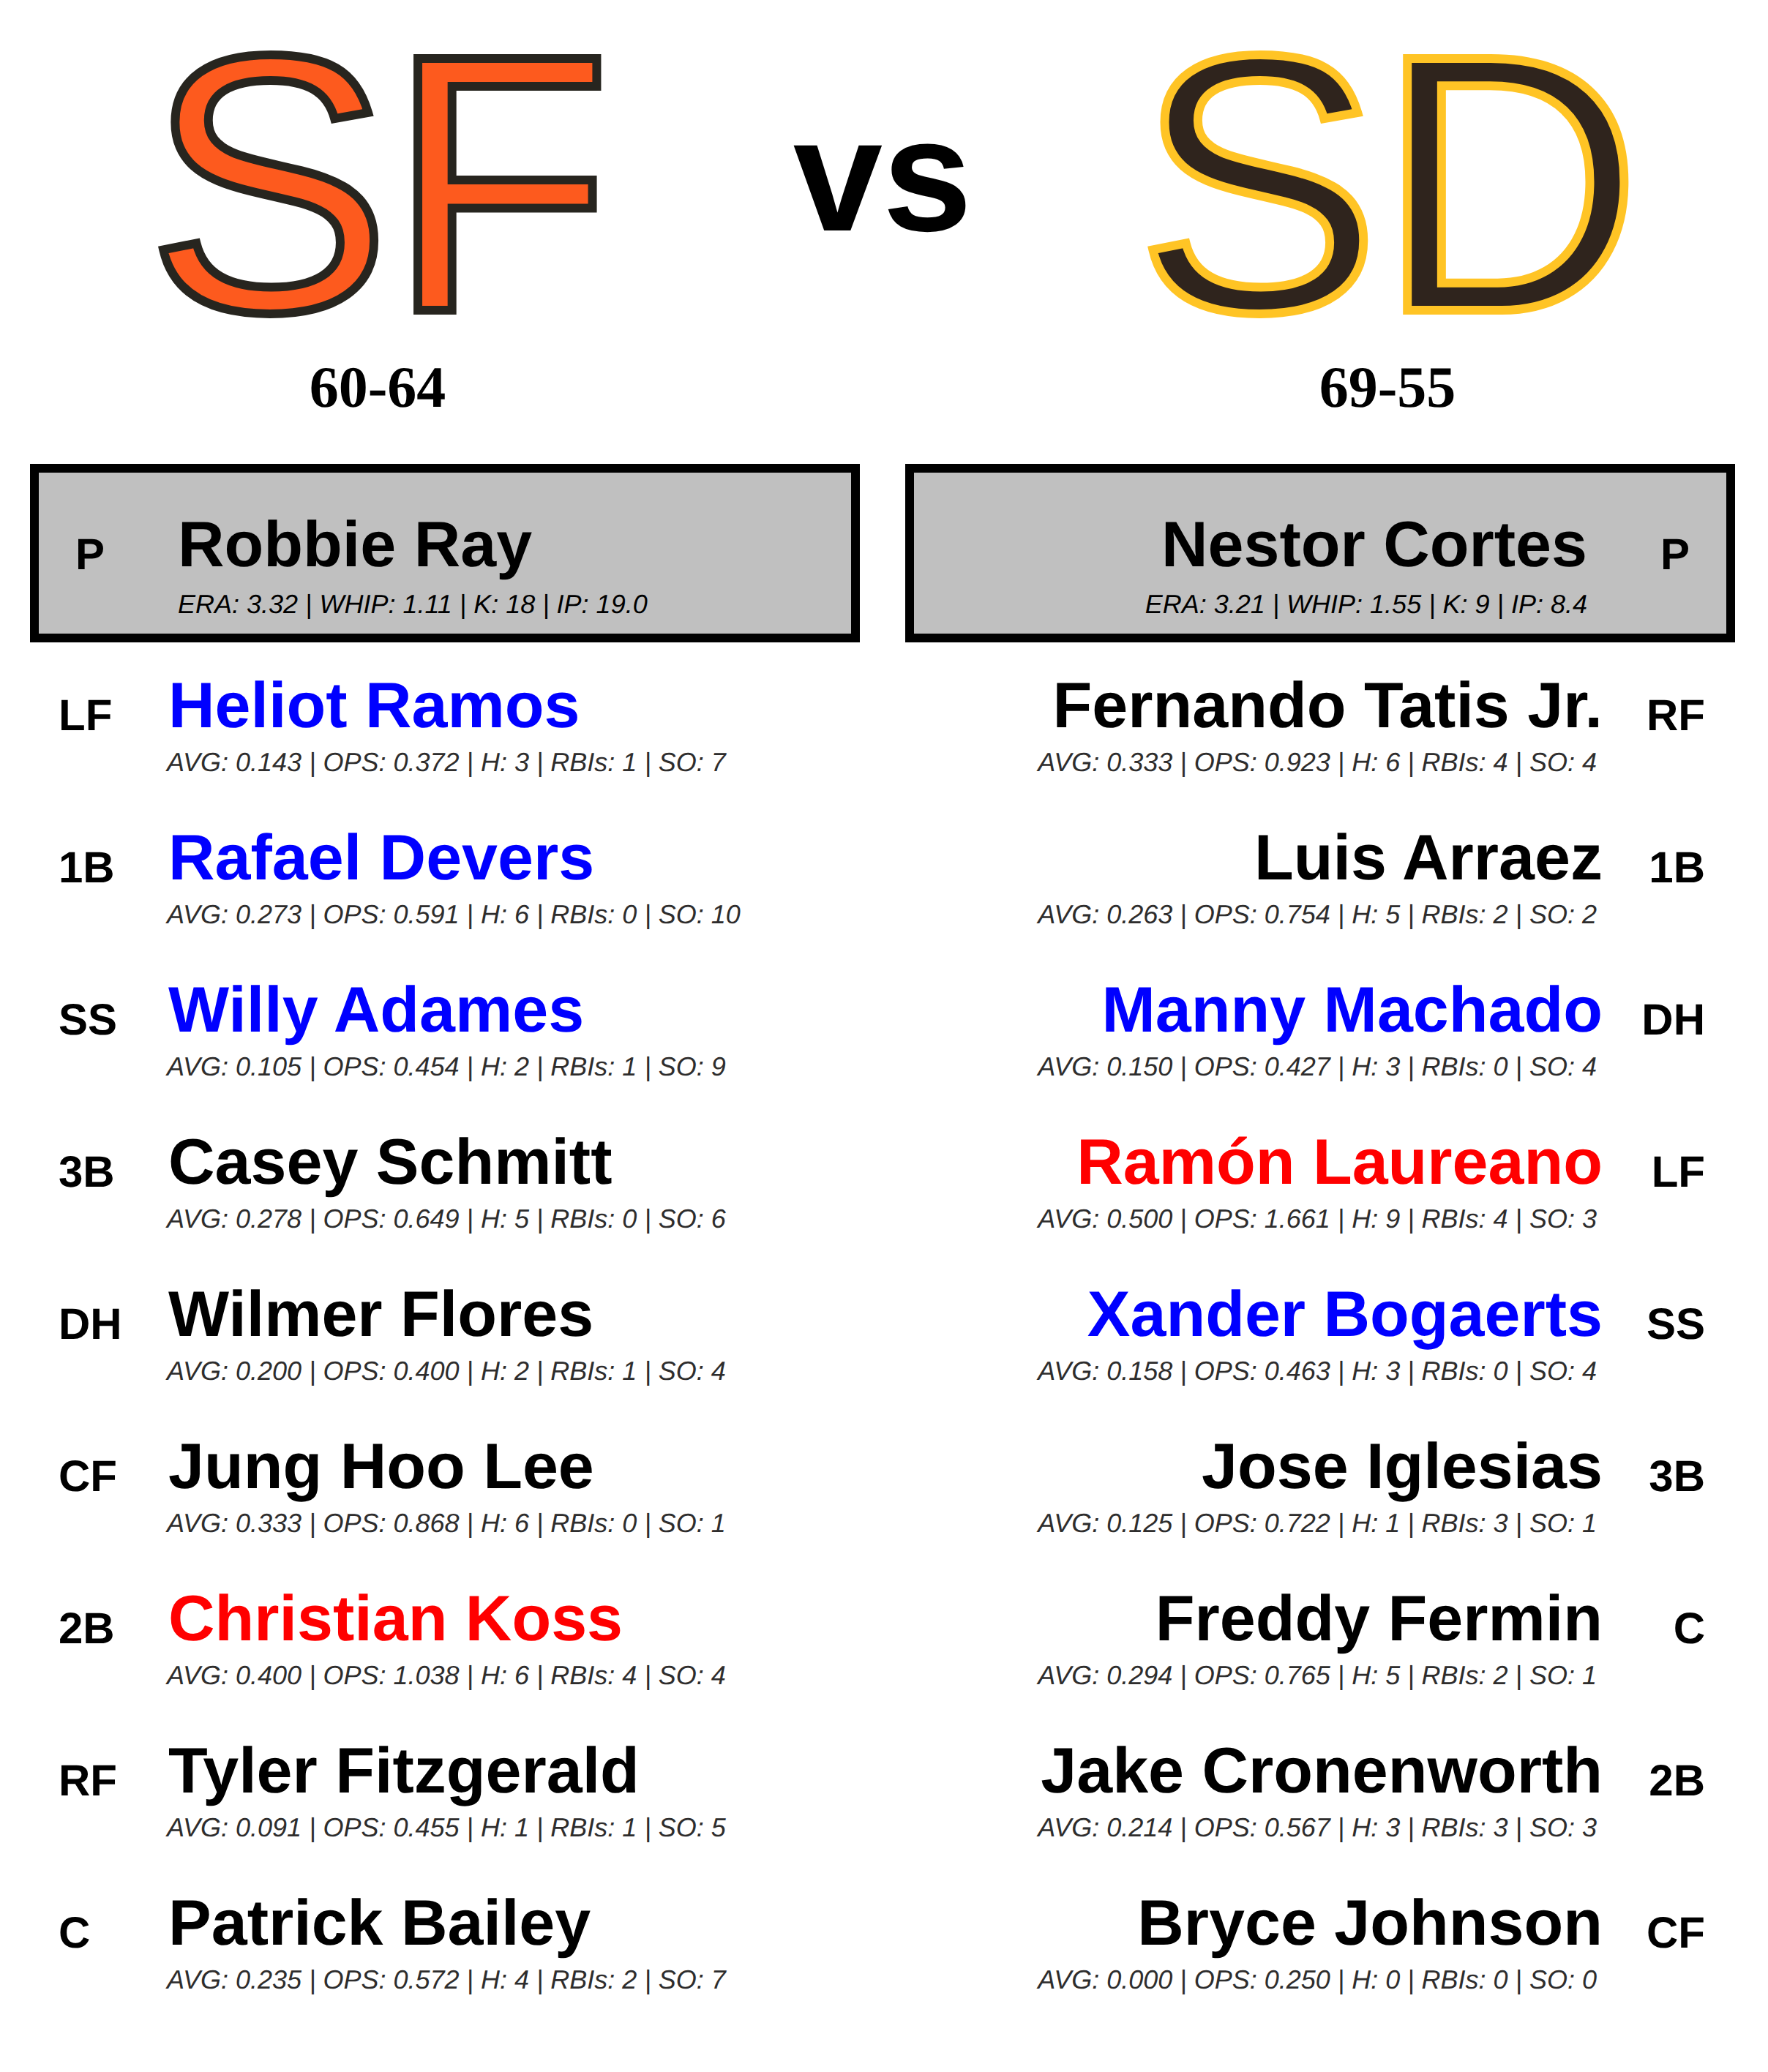 SF vs SD
60-64 69-55
P Robbie Ray
ERA: 3.32 | WHIP: 1.11 | K: 18 | IP: 19.0
Nestor Cortes P
ERA: 3.21 | WHIP: 1.55 | K: 9 | IP: 8.4
LF Heliot Ramos
AVG: 0.143 | OPS: 0.372 | H: 3 | RBIs: 1 | SO: 7
1B Rafael Devers
AVG: 0.273 | OPS: 0.591 | H: 6 | RBIs: 0 | SO: 10
SS Willy Adames
AVG: 0.105 | OPS: 0.454 | H: 2 | RBIs: 1 | SO: 9
3B Casey Schmitt
AVG: 0.278 | OPS: 0.649 | H: 5 | RBIs: 0 | SO: 6
DH Wilmer Flores
AVG: 0.200 | OPS: 0.400 | H: 2 | RBIs: 1 | SO: 4
CF Jung Hoo Lee
AVG: 0.333 | OPS: 0.868 | H: 6 | RBIs: 0 | SO: 1
2B Christian Koss
AVG: 0.400 | OPS: 1.038 | H: 6 | RBIs: 4 | SO: 4
RF Tyler Fitzgerald
AVG: 0.091 | OPS: 0.455 | H: 1 | RBIs: 1 | SO: 5
C Patrick Bailey
AVG: 0.235 | OPS: 0.572 | H: 4 | RBIs: 2 | SO: 7
Fernando Tatis Jr. RF
AVG: 0.333 | OPS: 0.923 | H: 6 | RBIs: 4 | SO: 4
Luis Arraez 1B
AVG: 0.263 | OPS: 0.754 | H: 5 | RBIs: 2 | SO: 2
Manny Machado DH
AVG: 0.150 | OPS: 0.427 | H: 3 | RBIs: 0 | SO: 4
Ramón Laureano LF
AVG: 0.500 | OPS: 1.661 | H: 9 | RBIs: 4 | SO: 3
Xander Bogaerts SS
AVG: 0.158 | OPS: 0.463 | H: 3 | RBIs: 0 | SO: 4
Jose Iglesias 3B
AVG: 0.125 | OPS: 0.722 | H: 1 | RBIs: 3 | SO: 1
Freddy Fermin C
AVG: 0.294 | OPS: 0.765 | H: 5 | RBIs: 2 | SO: 1
Jake Cronenworth 2B
AVG: 0.214 | OPS: 0.567 | H: 3 | RBIs: 3 | SO: 3
Bryce Johnson CF
AVG: 0.000 | OPS: 0.250 | H: 0 | RBIs: 0 | SO: 0